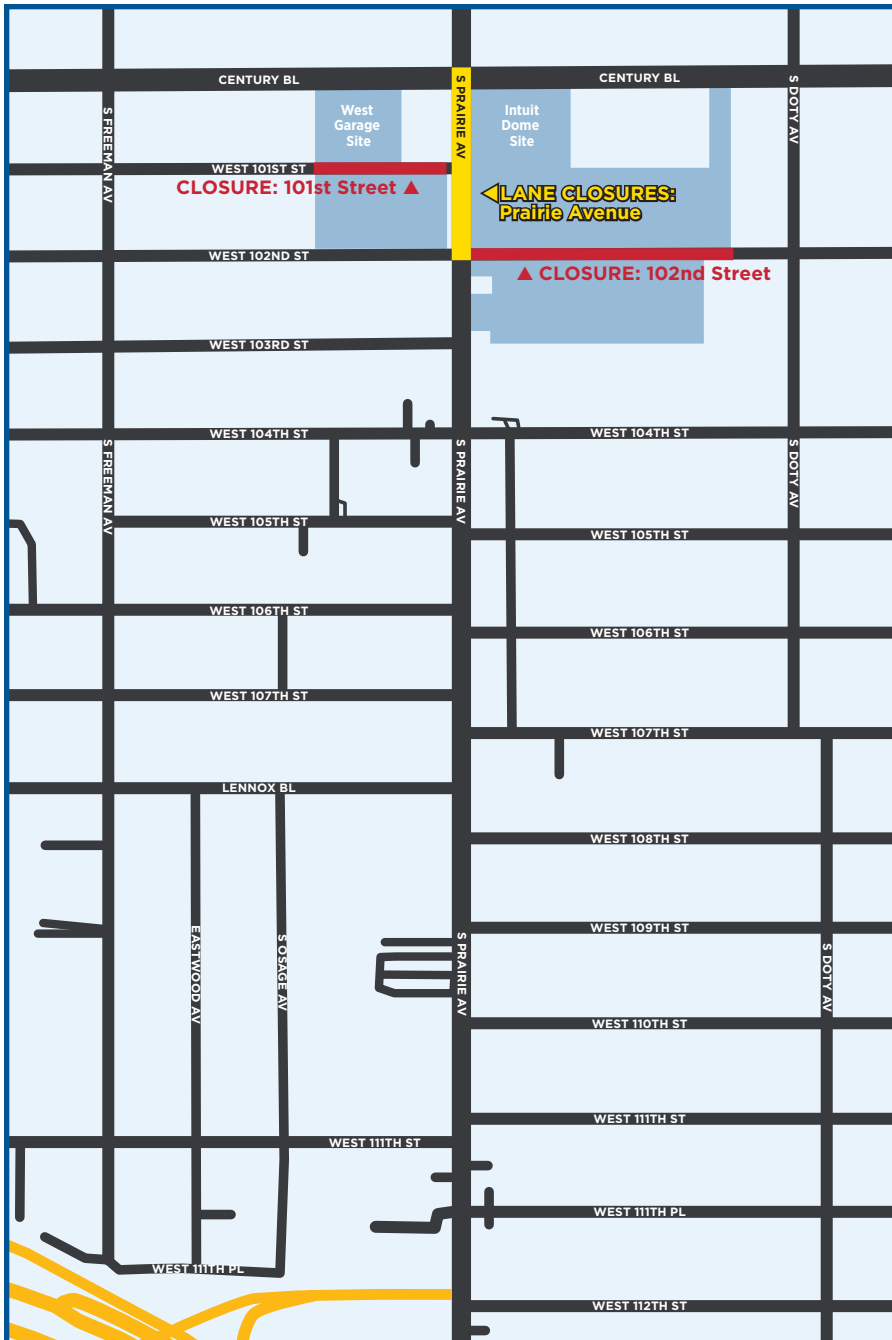 CENTURY BL
CENTURY BL
S PRAIRIE AV
S FREEMAN AV
S DOTY AV
West
Garage
Site
Intuit
Dome
Site
WEST 101ST ST
CLOSURE: 101st Street ▲
◀LANE CLOSURES:
Prairie Avenue
WEST 102ND ST
▲ CLOSURE: 102nd Street
WEST 103RD ST
WEST 104TH ST
WEST 104TH ST
S FREEMAN AV
S PRAIRIE AV
S DOTY AV
WEST 105TH ST
WEST 105TH ST
WEST 106TH ST
WEST 106TH ST
WEST 107TH ST
WEST 107TH ST
LENNOX BL
WEST 108TH ST
WEST 109TH ST
EASTWOOD AV
S OSAGE AV
S PRAIRIE AV
S DOTY AV
WEST 110TH ST
WEST 111TH ST
WEST 111TH ST
WEST 111TH PL
WEST 111TH PL
WEST 112TH ST